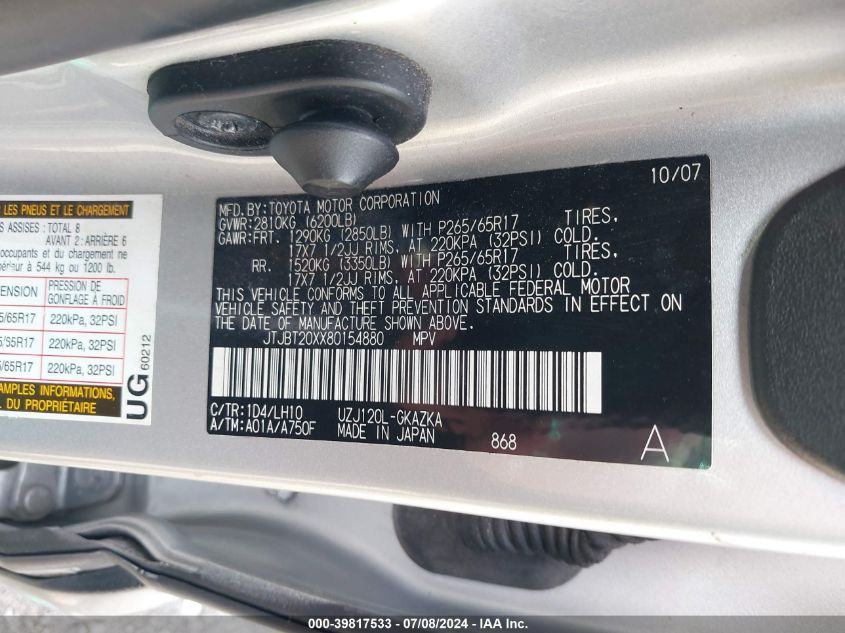 LES PNEUS ET LE CHARGEMENT
ASSISES : TOTAL 8
AVANT 2: ARRIÈRE 6
occupants et du chargement ne
érieur à 544 kg ou 1200 lb.
ENSION
PRESSION DE GONFLAGE À FROID
5/65R17 220kPa, 32PSI
5/65R17 220kPa, 32PSI
5/65R17 220kPa, 32PSI
AMPLES INFORMATIONS,
DU PROPRIÉTAIRE
UG 60212
10/07
MFD.BY:TOYOTA MOTOR CORPORATION
GVWR:2810KG (6200LB)
GAWR:FRT. 1290KG (2850LB) WITH P265/65R17 TIRES,
17X7 1/2JJ RIMS, AT 220KPA (32PSI) COLD.
RR. 1520KG (3350LB) WITH P265/65R17 TIRES,
17X7 1/2JJ RIMS, AT 220KPA (32PSI) COLD.
THIS VEHICLE CONFORMS TO ALL APPLICABLE FEDERAL MOTOR
VEHICLE SAFETY AND THEFT PREVENTION STANDARDS IN EFFECT ON
THE DATE OF MANUFACTURE SHOWN ABOVE.
JTJBT20XX80154880 MPV
C/TR:1D4/LH10 UZJ120L-GKAZKA
A/TM:A01A/A750F MADE IN JAPAN 868 A
000-39817533 - 07/08/2024 - IAA Inc.